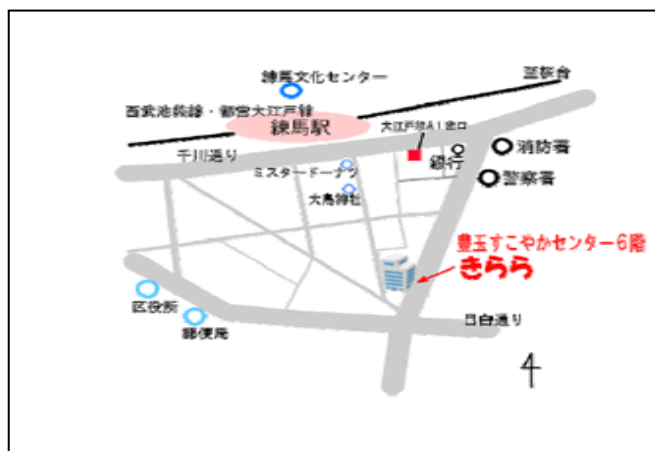 練馬文化センター
至桜台
西武池袋線・都営大江戸線
練馬駅
大江戸線A1出口
千川通り
銀行
消防署
ミスタードーナツ
警察署
大鳥神社
豊玉すこやかセンター6階
きらら
区役所
目白通り
郵便局